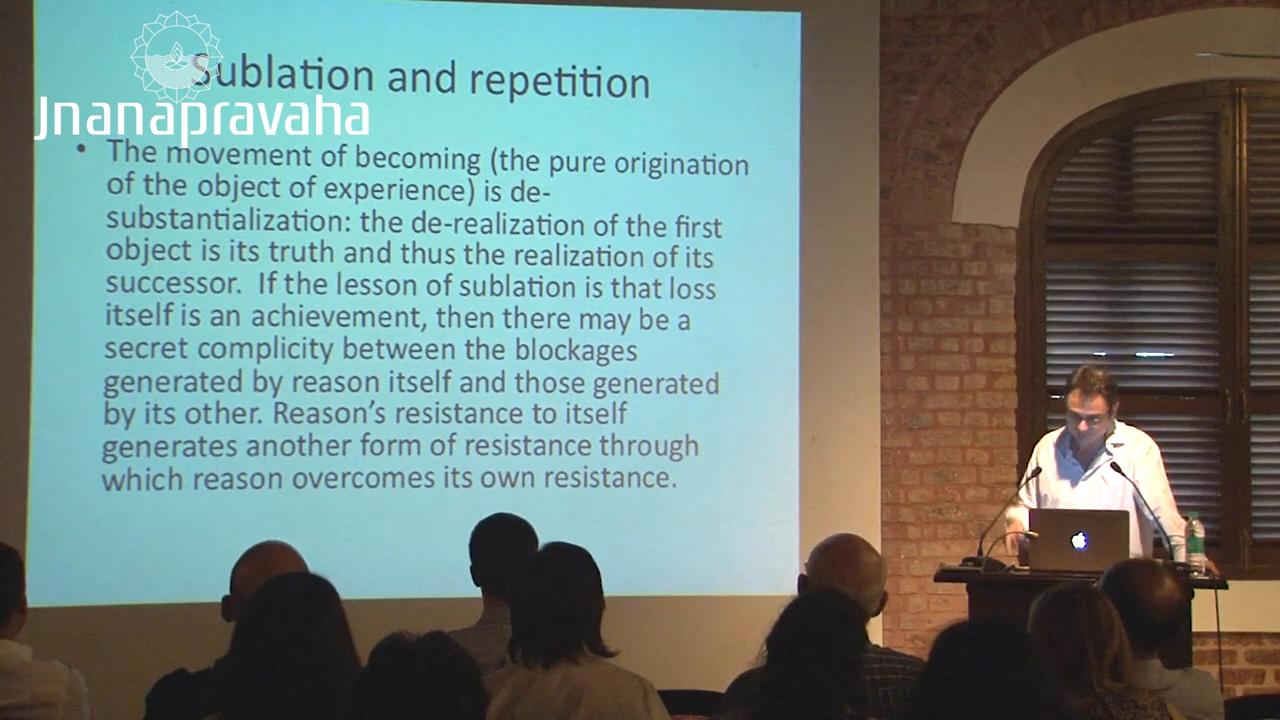 Sublation and repetition
Jnanapravaha
• The movement of becoming (the pure origination
of the object of experience) is de-
substantialization: the de-realization of the first
object is its truth and thus the realization of its
successor.  If the lesson of sublation is that loss
itself is an achievement, then there may be a
secret complicity between the blockages
generated by reason itself and those generated
by its other. Reason’s resistance to itself
generates another form of resistance through
which reason overcomes its own resistance.